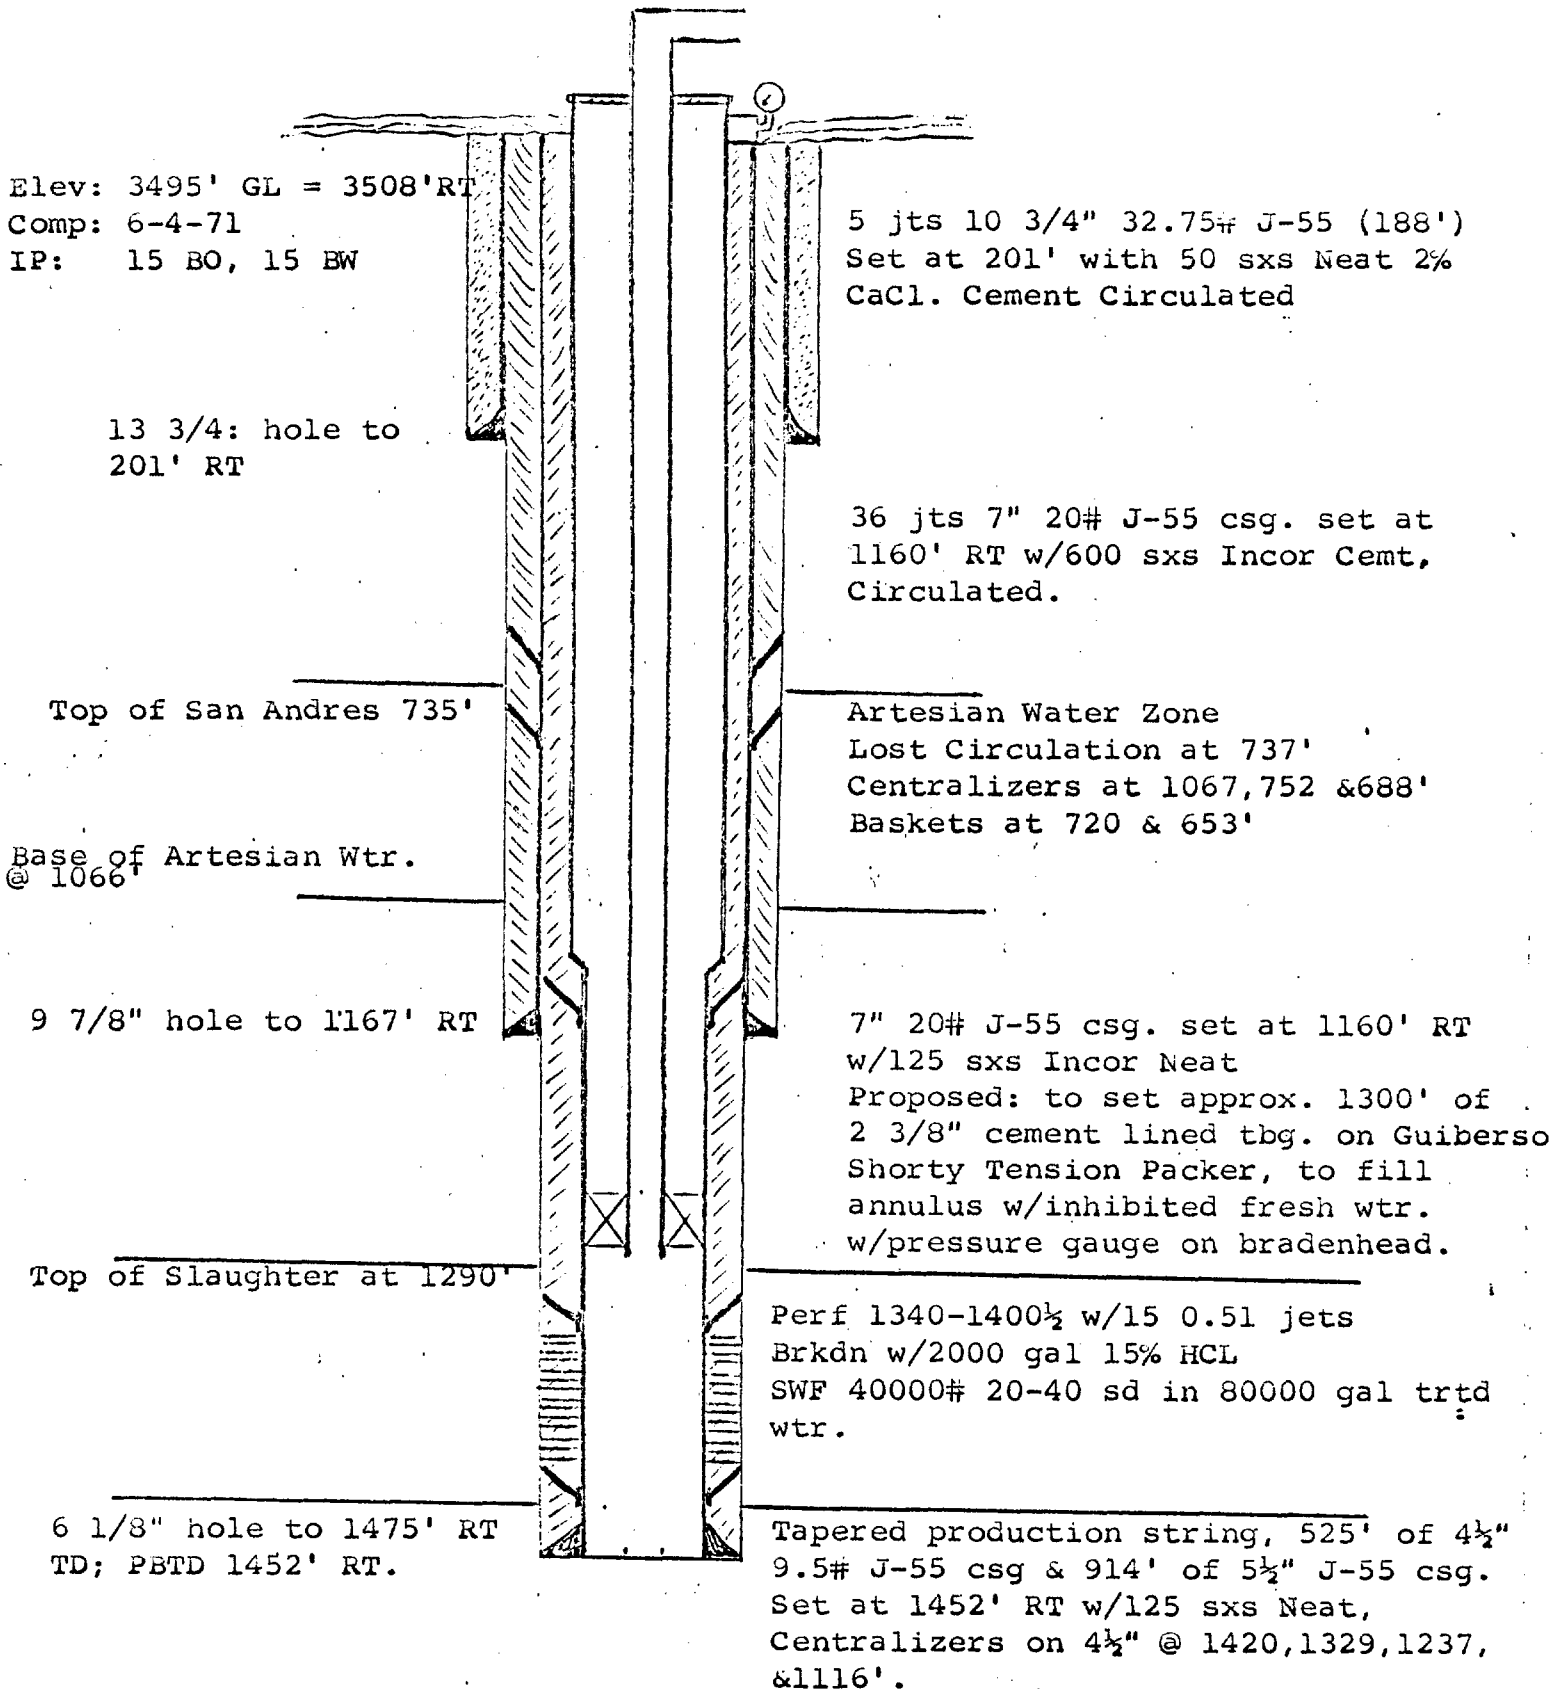 Elev: 3495' GL = 3508'RT
Comp: 6-4-71
IP: 15 BO, 15 BW
5 jts 10 3/4" 32.75# J-55 (188')
Set at 201' with 50 sxs Neat 2%
CaCl. Cement Circulated
13 3/4: hole to
201' RT
36 jts 7" 20# J-55 csg. set at
1160' RT w/600 sxs Incor Cemt,
Circulated.
Top of San Andres 735'
Artesian Water Zone
Lost Circulation at 737'
Centralizers at 1067,752 &688'
Baskets at 720 & 653'
Base of Artesian Wtr.
@ 1066'
9 7/8" hole to 1167' RT
7" 20# J-55 csg. set at 1160' RT
w/125 sxs Incor Neat
Proposed: to set approx. 1300' of
2 3/8" cement lined tbg. on Guiberso
Shorty Tension Packer, to fill
annulus w/inhibited fresh wtr.
w/pressure gauge on bradenhead.
Top of Slaughter at 1290'
Perf 1340-1400½ w/15 0.51 jets
Brkdn w/2000 gal 15% HCL
SWF 40000# 20-40 sd in 80000 gal trtd
wtr.
6 1/8" hole to 1475' RT
TD; PBTD 1452' RT.
Tapered production string, 525' of 4½"
9.5# J-55 csg & 914' of 5½" J-55 csg.
Set at 1452' RT w/125 sxs Neat,
Centralizers on 4½" @ 1420,1329,1237,
&1116'.